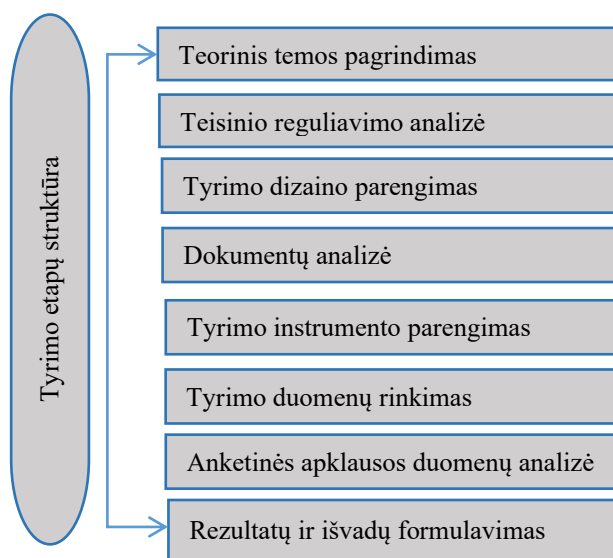 Tyrimo etapų struktūra
Teorinis temos pagrindimas
Teisinio reguliavimo analizė
Tyrimo dizaino parengimas
Dokumentų analizė
Tyrimo instrumento parengimas
Tyrimo duomenų rinkimas
Anketinės apklausos duomenų analizė
Rezultatų ir išvadų formulavimas